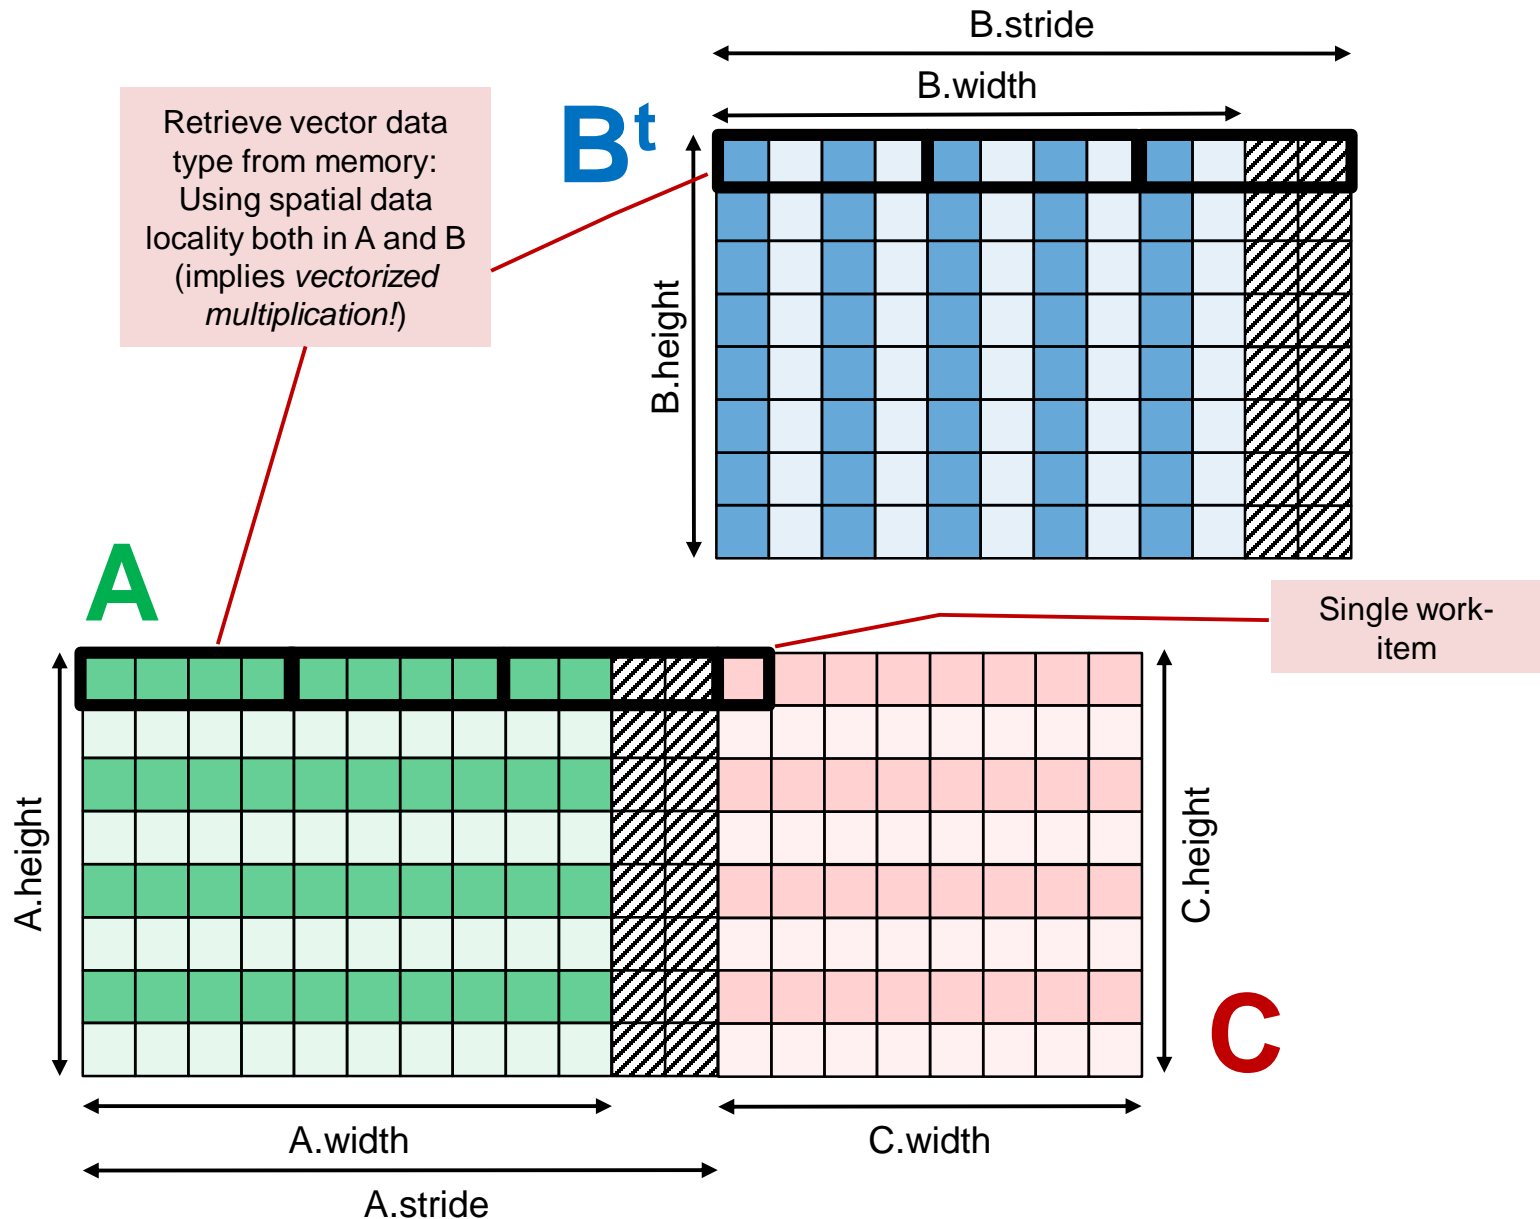 B.stride
B.width
Retrieve vector data
type from memory:
Using spatial data
locality both in A and B
(implies vectorized
multiplication!)
Bt
B.height
A
Single work-
item
A.height
C.height
C
A.width
C.width
A.stride